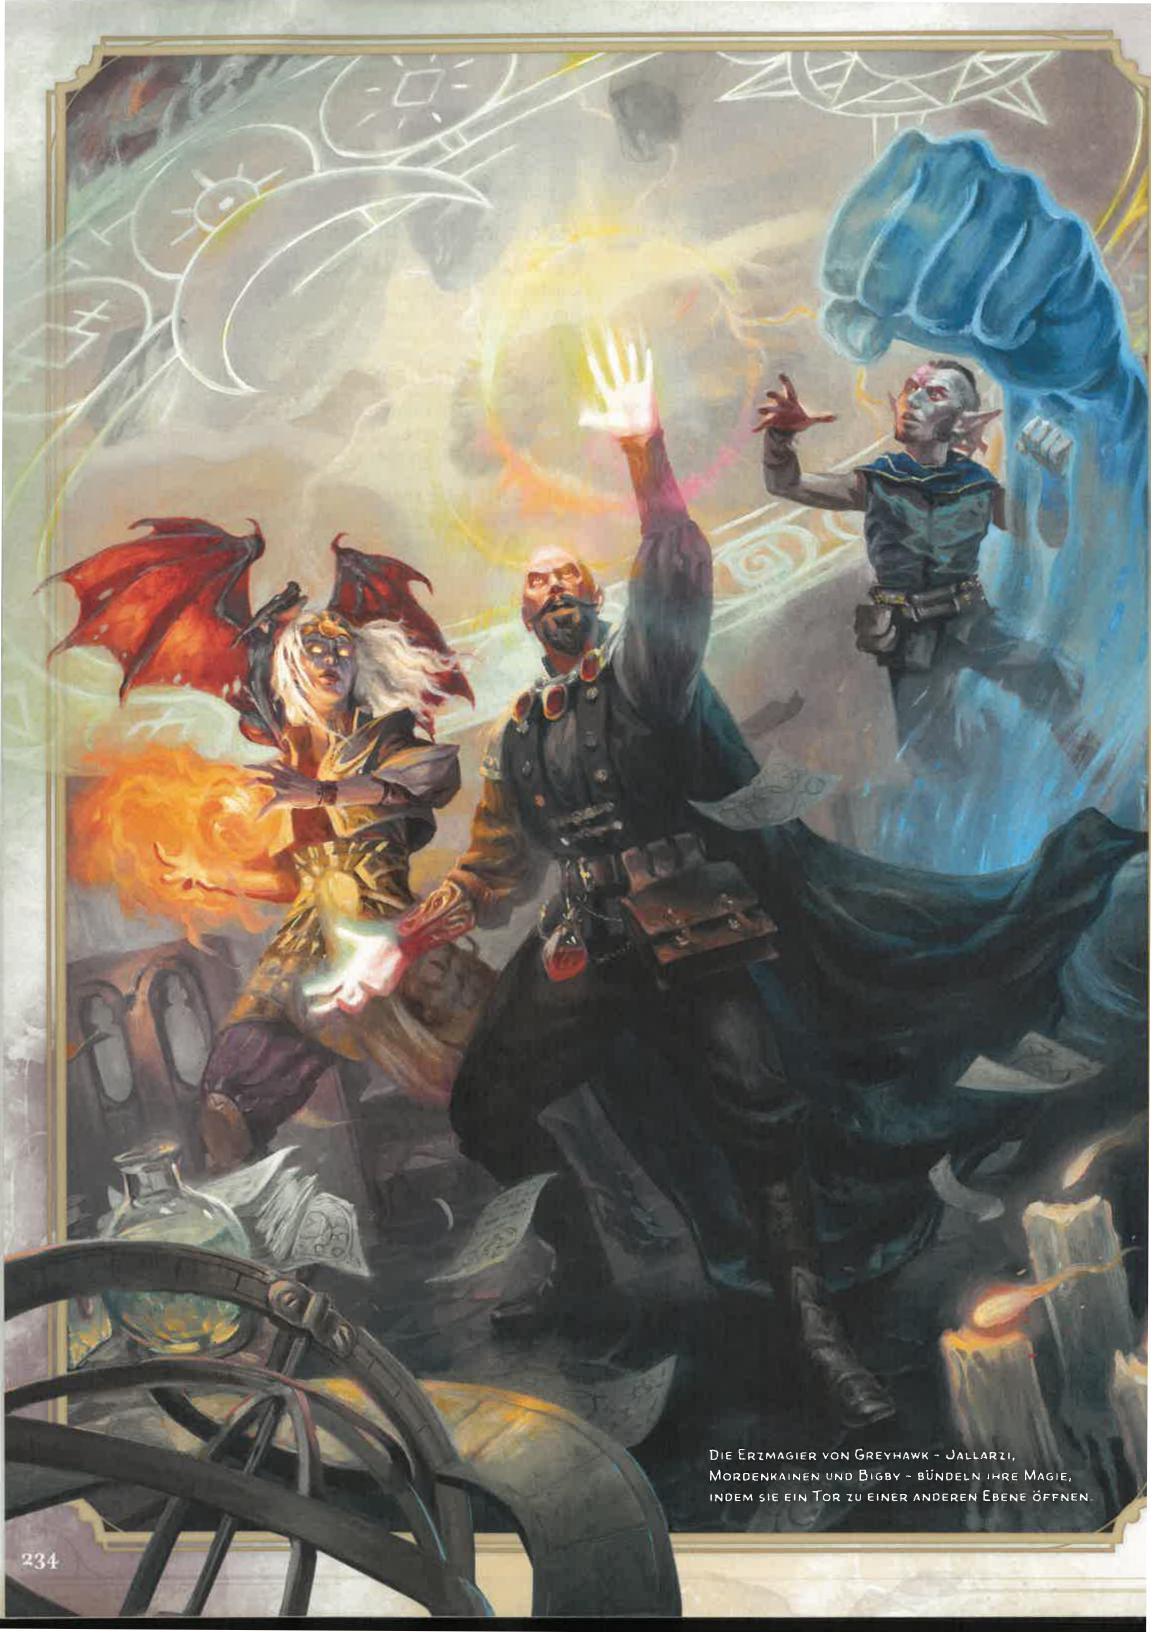 Die Erzmagier von Greyhawk - Jallarzi,
Mordenkainen und Bigby - bündeln ihre Magie,
indem sie ein Tor zu einer anderen Ebene öffnen.
234